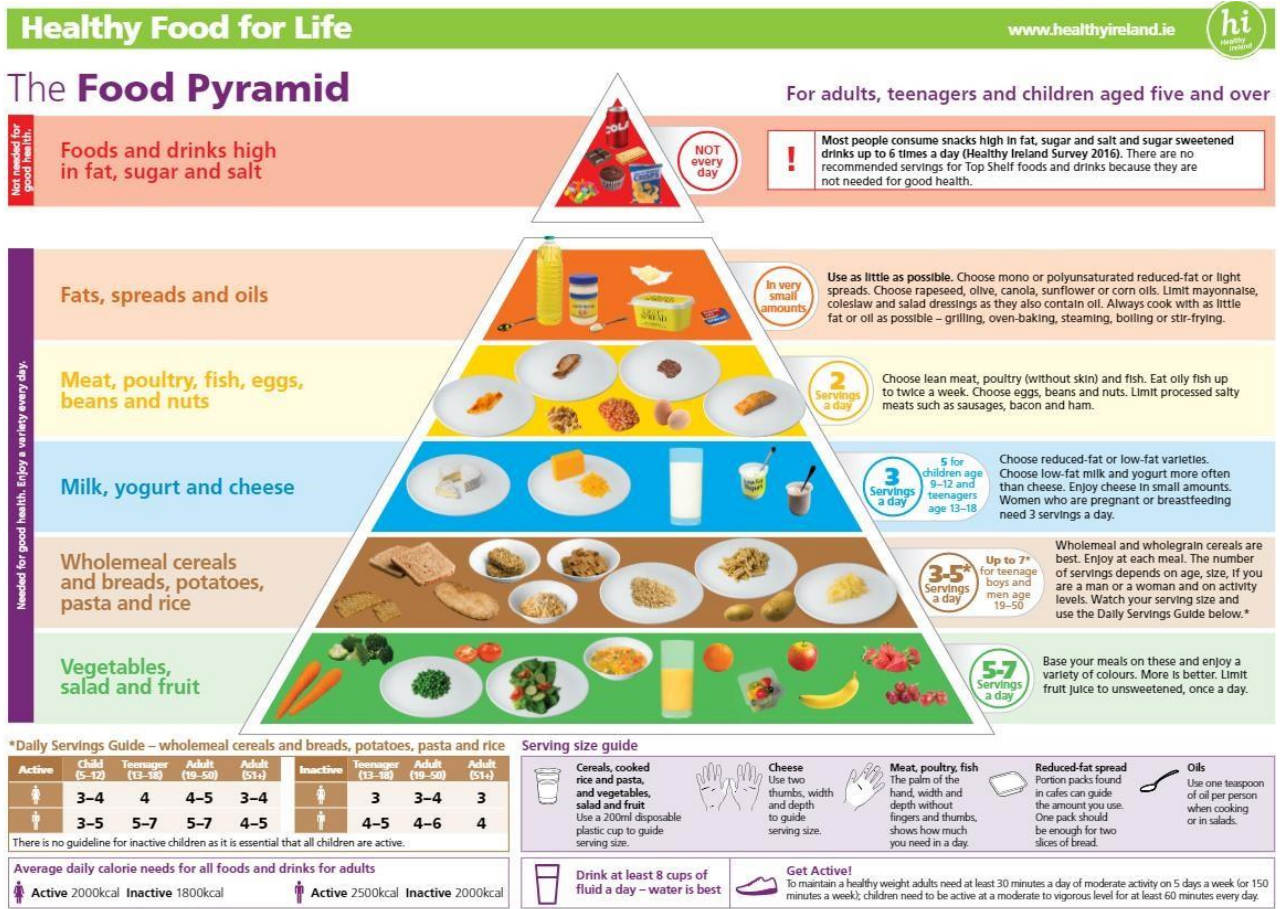 Healthy Food for Life
www.healthyireland.ie
hi
Healthy
Ireland
The Food Pyramid
For adults, teenagers and children aged five and over
Not needed for
good health.
Foods and drinks high
in fat, sugar and salt
COLA
CRISPS
NOT
every
day
!
Most people consume snacks high in fat, sugar and salt and sugar sweetened
drinks up to 6 times a day (Healthy Ireland Survey 2016). There are no
recommended servings for Top Shelf foods and drinks because they are
not needed for good health.
Needed for good health. Enjoy a variety every day.
Fats, spreads and oils
SPREAD
In very
small
amounts
Use as little as possible. Choose mono or polyunsaturated reduced-fat or light
spreads. Choose rapeseed, olive, canola, sunflower or corn oils. Limit mayonnaise,
coleslaw and salad dressings as they also contain oil. Always cook with as little
fat or oil as possible – grilling, oven-baking, steaming, boiling or stir-frying.
Meat, poultry, fish, eggs,
beans and nuts
2
Servings
a day
Choose lean meat, poultry (without skin) and fish. Eat oily fish up
to twice a week. Choose eggs, beans and nuts. Limit processed salty
meats such as sausages, bacon and ham.
Milk, yogurt and cheese
Low fat
Yogurt
3
Servings
a day
5 for
children age
9–12 and
teenagers
age 13–18
Choose reduced-fat or low-fat varieties.
Choose low-fat milk and yogurt more often
than cheese. Enjoy cheese in small amounts.
Women who are pregnant or breastfeeding
need 3 servings a day.
Wholemeal cereals
and breads, potatoes,
pasta and rice
3-5*
Servings
a day
Up to 7*
for teenage
boys and
men age
19–50
Wholemeal and wholegrain cereals are
best. Enjoy at each meal. The number
of servings depends on age, size, if you
are a man or a woman and on activity
levels. Watch your serving size and
use the Daily Servings Guide below.*
Vegetables,
salad and fruit
5-7
Servings
a day
Base your meals on these and enjoy a
variety of colours. More is better. Limit
fruit juice to unsweetened, once a day.
*Daily Servings Guide – wholemeal cereals and breads, potatoes, pasta and rice
Active Child (5–12) Teenager (13–18) Adult (19–50) Adult (51+) Inactive Teenager (13–18) Adult (19–50) Adult (51+)
3–4 4 4–5 3–4 3 3–4 3
3–5 5–7 5–7 4–5 4–5 4–6 4
There is no guideline for inactive children as it is essential that all children are active.
Average daily calorie needs for all foods and drinks for adults
Active 2000kcal Inactive 1800kcal Active 2500kcal Inactive 2000kcal
Serving size guide
Cereals, cooked
rice and pasta,
and vegetables,
salad and fruit
Use a 200ml disposable
plastic cup to guide
serving size.
Cheese
Use two
thumbs, width
and depth
to guide
serving size.
Meat, poultry, fish
The palm of the
hand, width and
depth without
fingers and thumbs,
shows how much
you need in a day.
Reduced-fat spread
Portion packs found
in cafes can guide
the amount you use.
One pack should
be enough for two
slices of bread.
Oils
Use one teaspoon
of oil per person
when cooking
or in salads.
Drink at least 8 cups of
fluid a day – water is best
Get Active!
To maintain a healthy weight adults need at least 30 minutes a day of moderate activity on 5 days a week (or 150
minutes a week); children need to be active at a moderate to vigorous level for at least 60 minutes every day.